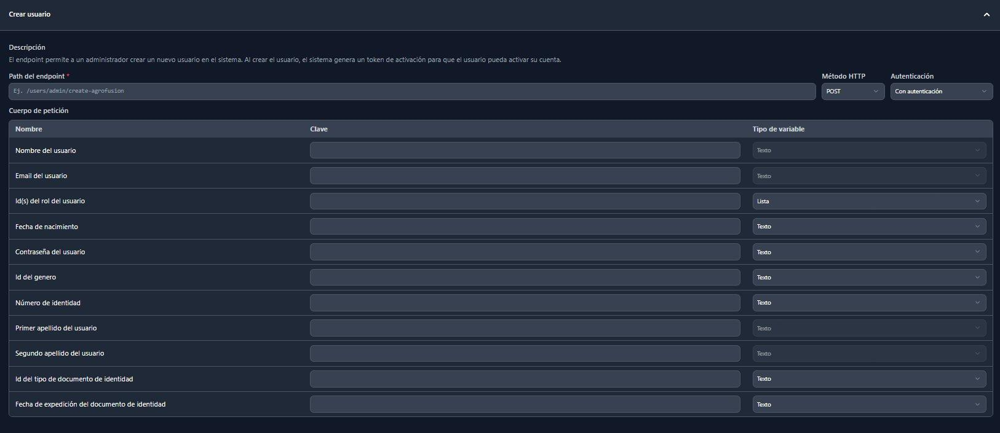 Crear usuario
Descripción
El endpoint permite a un administrador crear un nuevo usuario en el sistema. Al crear el usuario, el sistema genera un token de activación para que el usuario pueda activar su cuenta.
Path del endpoint * Método HTTP Autenticación
Ej. /users/admin/create-agrofusion POST Con autenticación
Cuerpo de petición
Nombre Clave Tipo de variable
Nombre del usuario Texto
Email del usuario Texto
Id(s) del rol del usuario Lista
Fecha de nacimiento Texto
Contraseña del usuario Texto
Id del genero Texto
Número de identidad Texto
Primer apellido del usuario Texto
Segundo apellido del usuario Texto
Id del tipo de documento de identidad Texto
Fecha de expedición del documento de identidad Texto